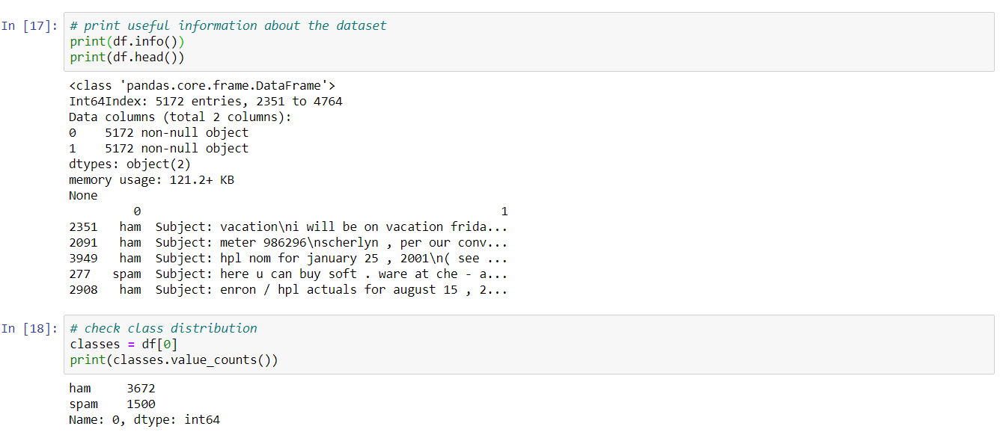 In [17]: # print useful information about the dataset
print(df.info())
print(df.head())
<class 'pandas.core.frame.DataFrame'>
Int64Index: 5172 entries, 2351 to 4764
Data columns (total 2 columns):
0    5172 non-null object
1    5172 non-null object
dtypes: object(2)
memory usage: 121.2+ KB
None
         0                                                  1
2351   ham  Subject: vacation\ni will be on vacation frida...
2091   ham  Subject: meter 986296\nscherlyn , per our conv...
3949   ham  Subject: hpl nom for january 25 , 2001\n( see ...
277   spam  Subject: here u can buy soft . ware at che - a...
2908   ham  Subject: enron / hpl actuals for august 15 , 2...
In [18]: # check class distribution
classes = df[0]
print(classes.value_counts())
ham     3672
spam    1500
Name: 0, dtype: int64